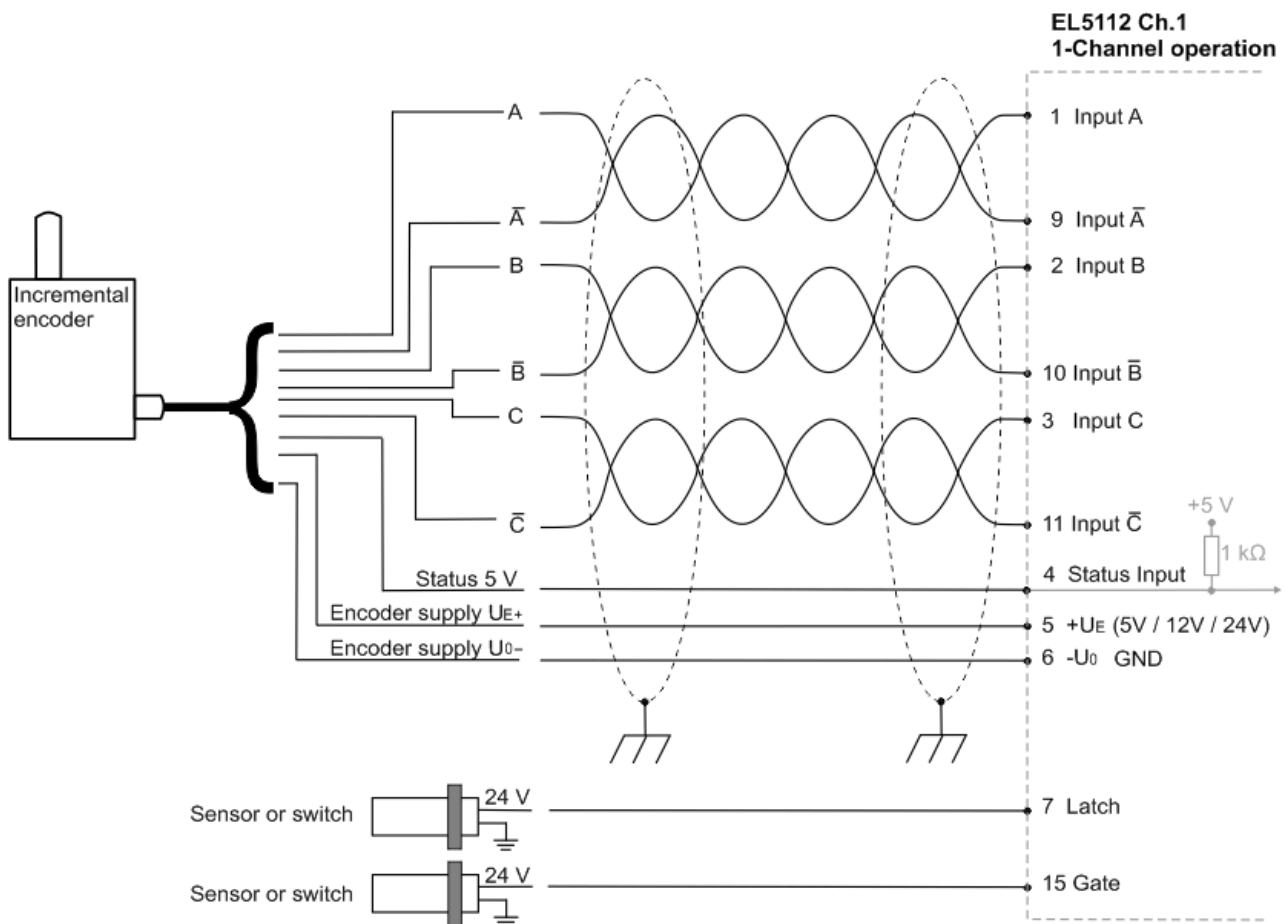 EL5112 Ch.1
1-Channel operation
A
1 Input A
A̅
9 Input A̅
B
2 Input B
Incremental
encoder
B̅
10 Input B̅
C
3 Input C
C̅
11 Input C̅
+5 V
1 kΩ
Status 5 V
4 Status Input
Encoder supply UE+
5 +UE (5V / 12V / 24V)
Encoder supply U0-
6 -U0 GND
Sensor or switch
24 V
7 Latch
Sensor or switch
24 V
15 Gate